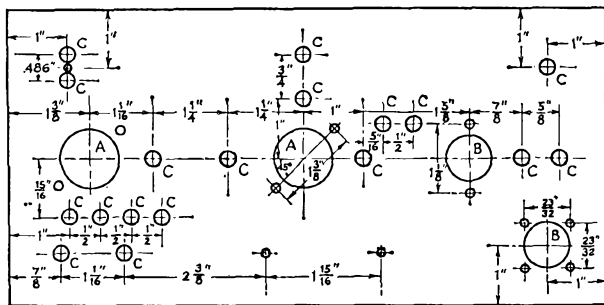 1" C 1" C 1" C 1"
.486" 3/4
C C
1 3/8" 1 1/16" 1 1/4" 1 1/4" 1" C C 1 5/8" 7/8" 5/8"
A A 5/16 1/2" B
C C C C C
15/16 1 3/8" 1 1/8"
C C C C 23/32"
1" 1/2" 1/2" 1/2" B 23/32"
C C
7/8" 1 1/16" 2 3/8" 1 15/16" 1" 1"